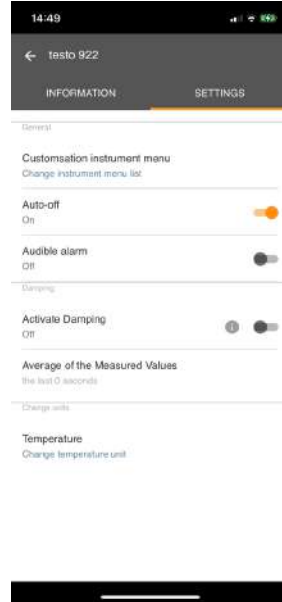 14:49
testo 922
INFORMATION SETTINGS
General
Customsation instrument menu
Change instrument menu list
Auto-off
On
Audible alarm
Off
Damping
Activate Damping
Off
Average of the Measured Values
the last 0 seconds
Change units
Temperature
Change temperature unit